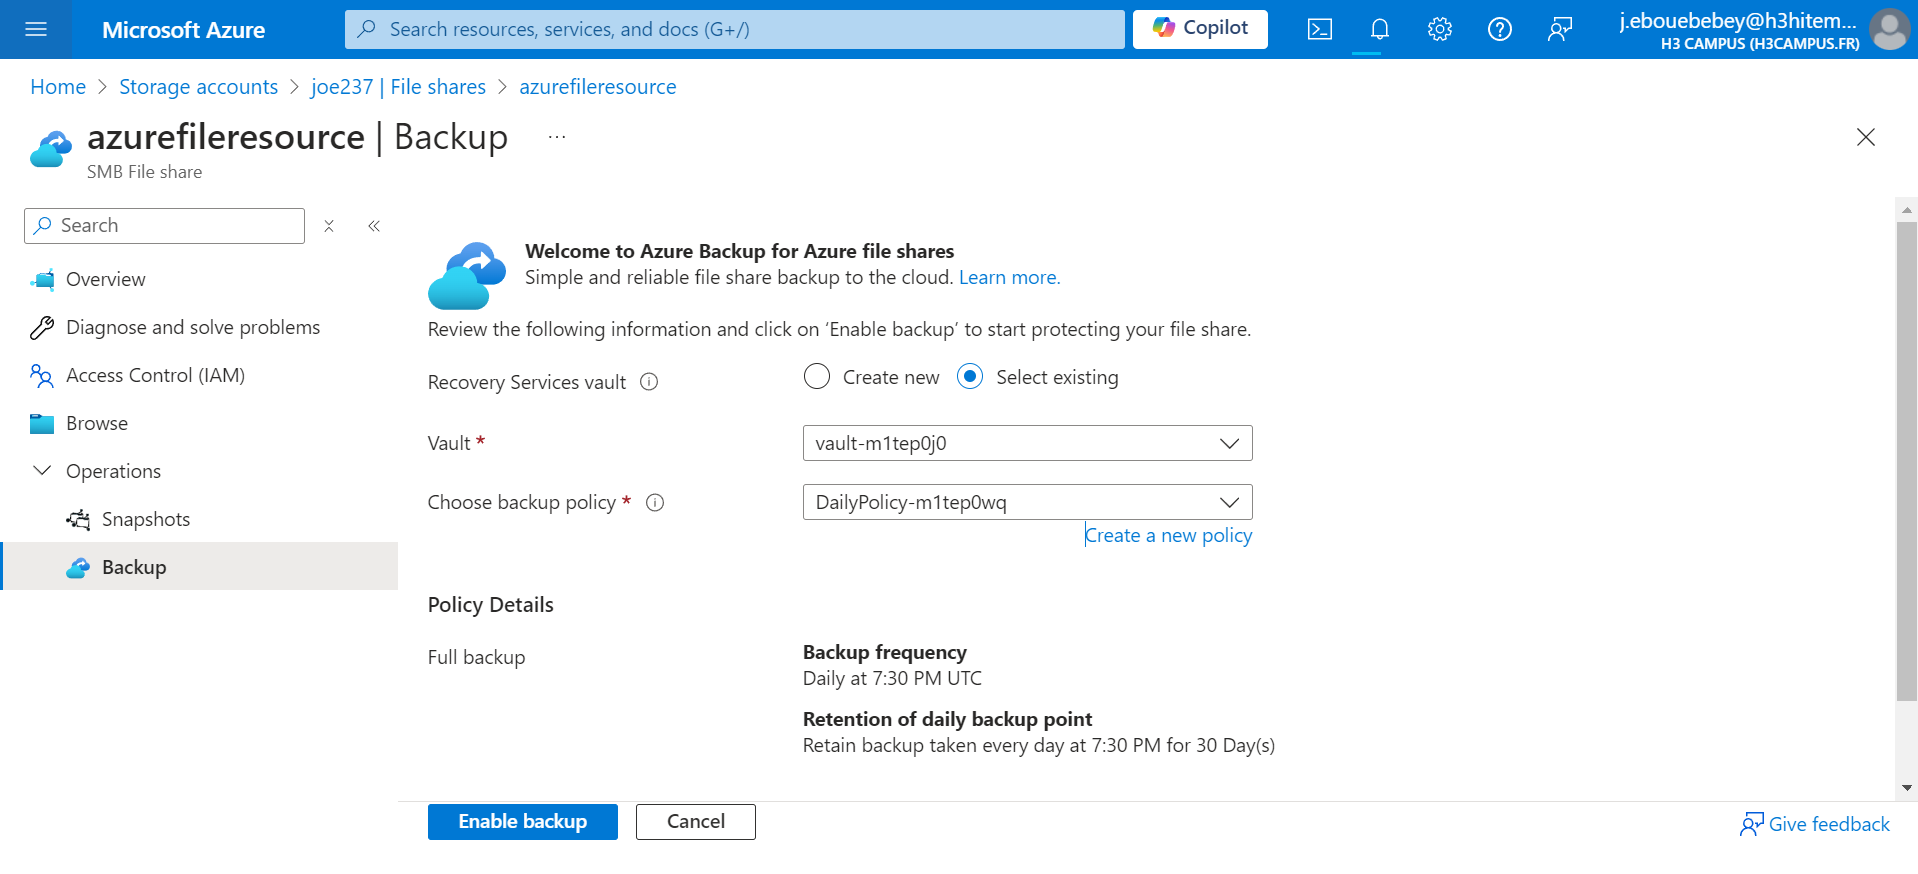 Microsoft Azure
Search resources, services, and docs (G+/)
Copilot
j.ebouebebey@h3hitem...
H3 CAMPUS (H3CAMPUS.FR)
Home > Storage accounts > joe237 | File shares > azurefileresource
azurefileresource | Backup ...
SMB File share
Search
Overview
Diagnose and solve problems
Access Control (IAM)
Browse
Operations
Snapshots
Backup
Welcome to Azure Backup for Azure file shares
Simple and reliable file share backup to the cloud. Learn more.
Review the following information and click on ‘Enable backup’ to start protecting your file share.
Recovery Services vault
Create new
Select existing
Vault *
vault-m1tep0j0
Choose backup policy *
DailyPolicy-m1tep0wq
Create a new policy
Policy Details
Full backup
Backup frequency
Daily at 7:30 PM UTC
Retention of daily backup point
Retain backup taken every day at 7:30 PM for 30 Day(s)
Enable backup
Cancel
Give feedback